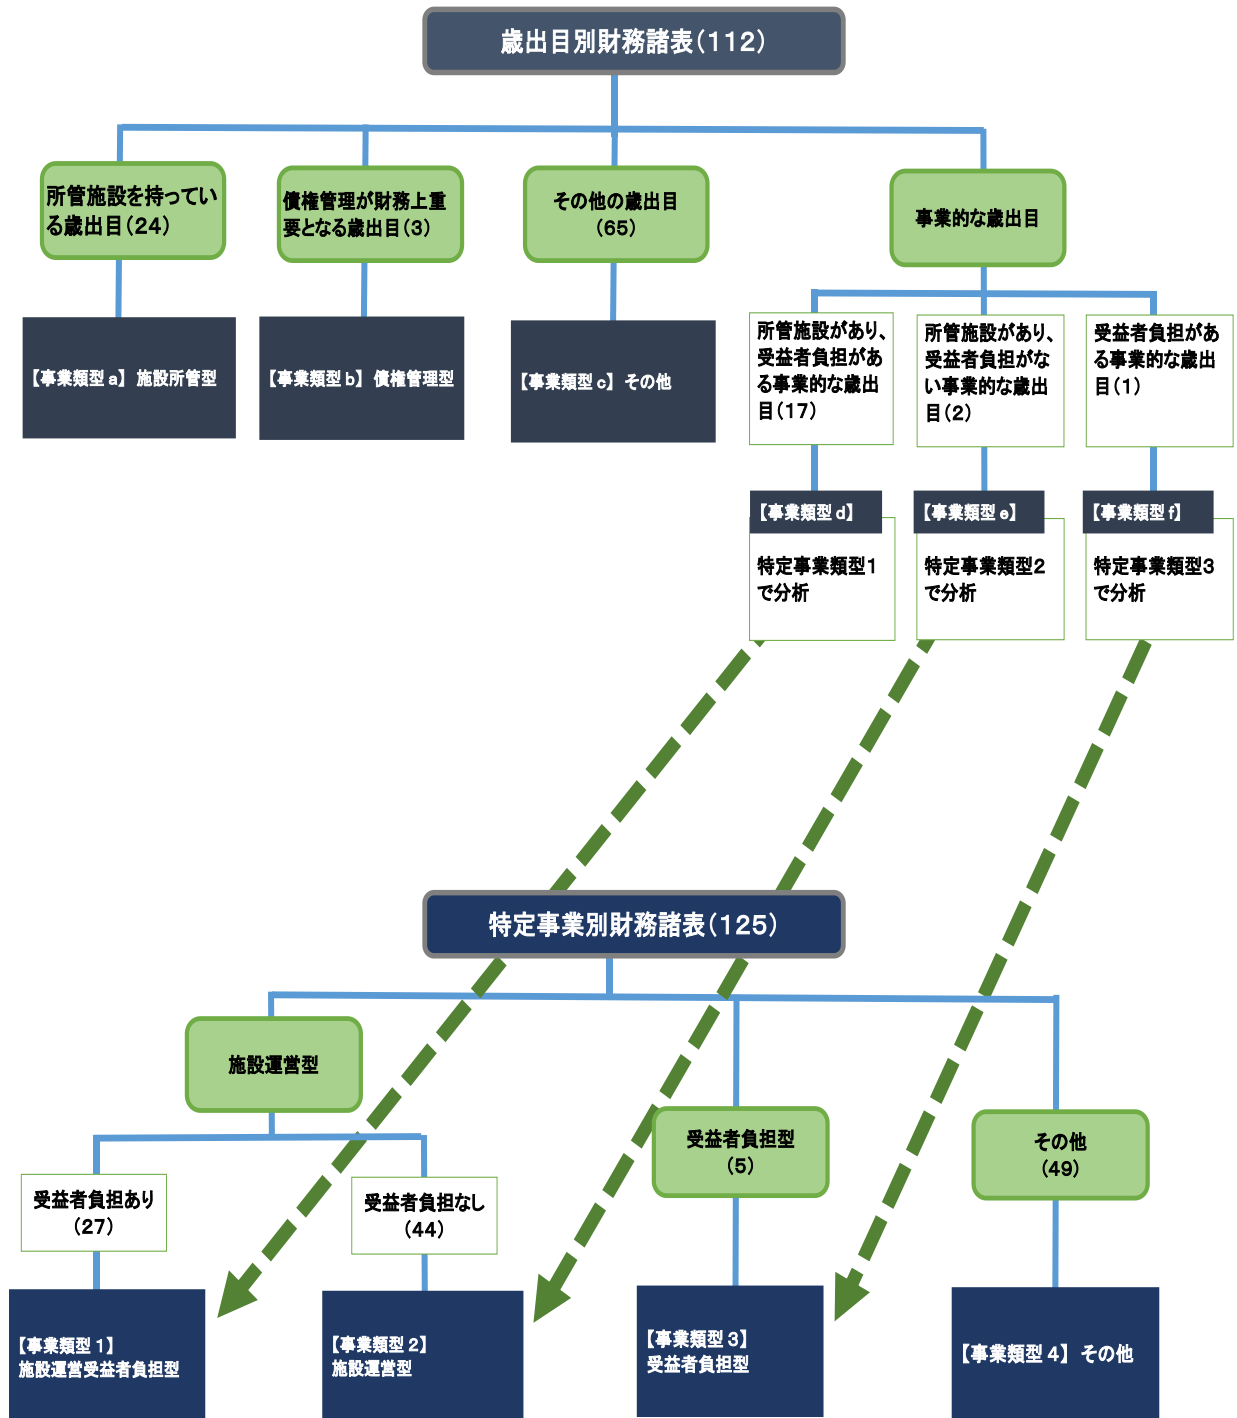 歳出目別財務諸表（112）
所管施設を持ってい
る歳出目（24）
債権管理が財務上重
要となる歳出目（3）
その他の歳出目
（65）
事業的な歳出目
【事業類型ａ】 施設所管型
【事業類型ｂ】 債権管理型
【事業類型ｃ】 その他
所管施設があり、
受益者負担があ
る事業的な歳出
目（17）
所管施設があり、
受益者負担がな
い事業的な歳出
目（2）
受益者負担があ
る事業的な歳出
目（1）
【事業類型ｄ】
特定事業類型１
で分析
【事業類型ｅ】
特定事業類型２
で分析
【事業類型ｆ】
特定事業類型３
で分析
特定事業別財務諸表（125）
施設運営型
受益者負担型
（5）
その他
（49）
受益者負担あり
（27）
受益者負担なし
（44）
【事業類型１】
施設運営受益者負担型
【事業類型２】
施設運営型
【事業類型３】
受益者負担型
【事業類型４】 その他